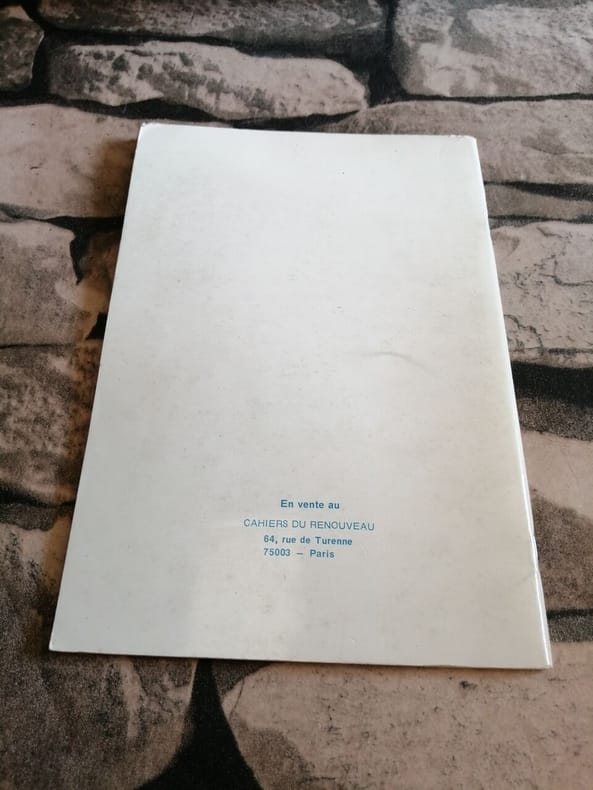 En vente au
CAHIERS DU RENOUVEAU
64, rue de Turenne
75003 — Paris